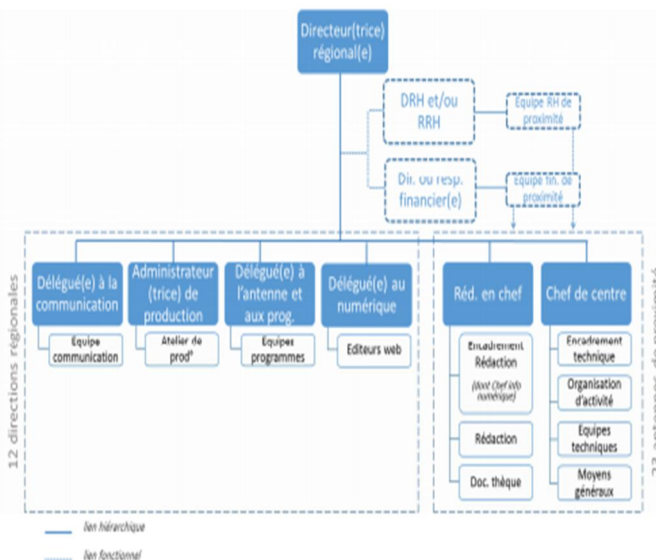 Directeur(trice)
régional(e)
DRH et/ou
RRH
Equipe RH de
proximité
Dir. ou resp.
financier(e)
Equipe fin. de
proximité
12 directions régionales
Délégué(e) à la
communication
Administrateur
(trice) de
production
Délégué(e) à
l'antenne et
aux prog.
Délégué(e) au
numérique
Réd. en chef
Chef de centre
Equipe
communication
Atelier de
prod°
Equipes
programmes
Editeurs web
Encadrement
Rédaction
(dont Chef info
numérique)
Rédaction
Doc. thèque
Encadrement
technique
Organisation
d'activité
Equipes
techniques
Moyens
généraux
lien hiérarchique
lien fonctionnel